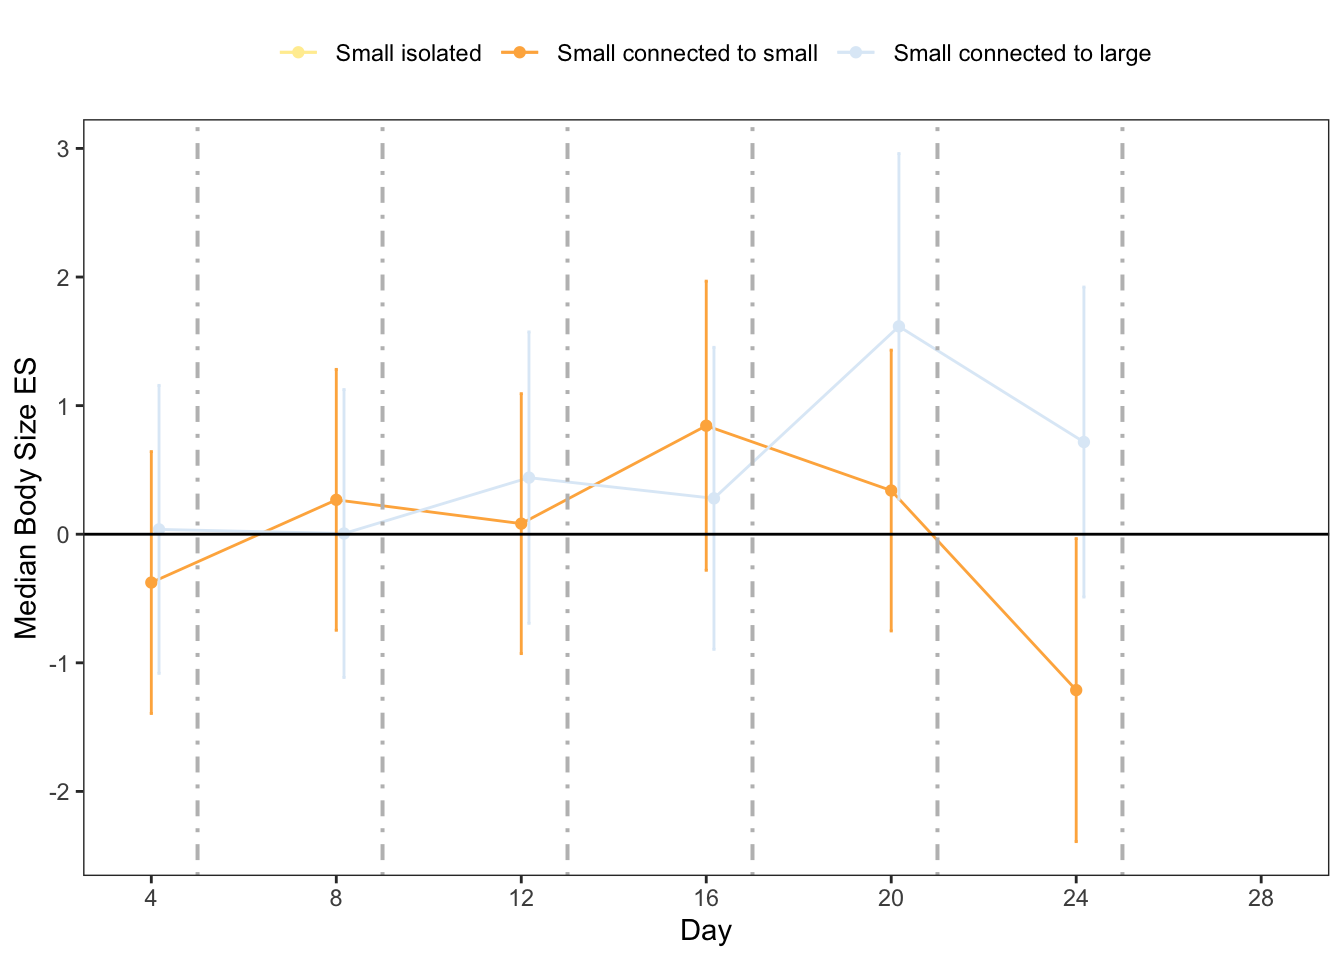 Small isolated Small connected to small Small connected to large
Median Body Size ES
3
2
1
0
-1
-2
4 8 12 16 20 24 28
Day